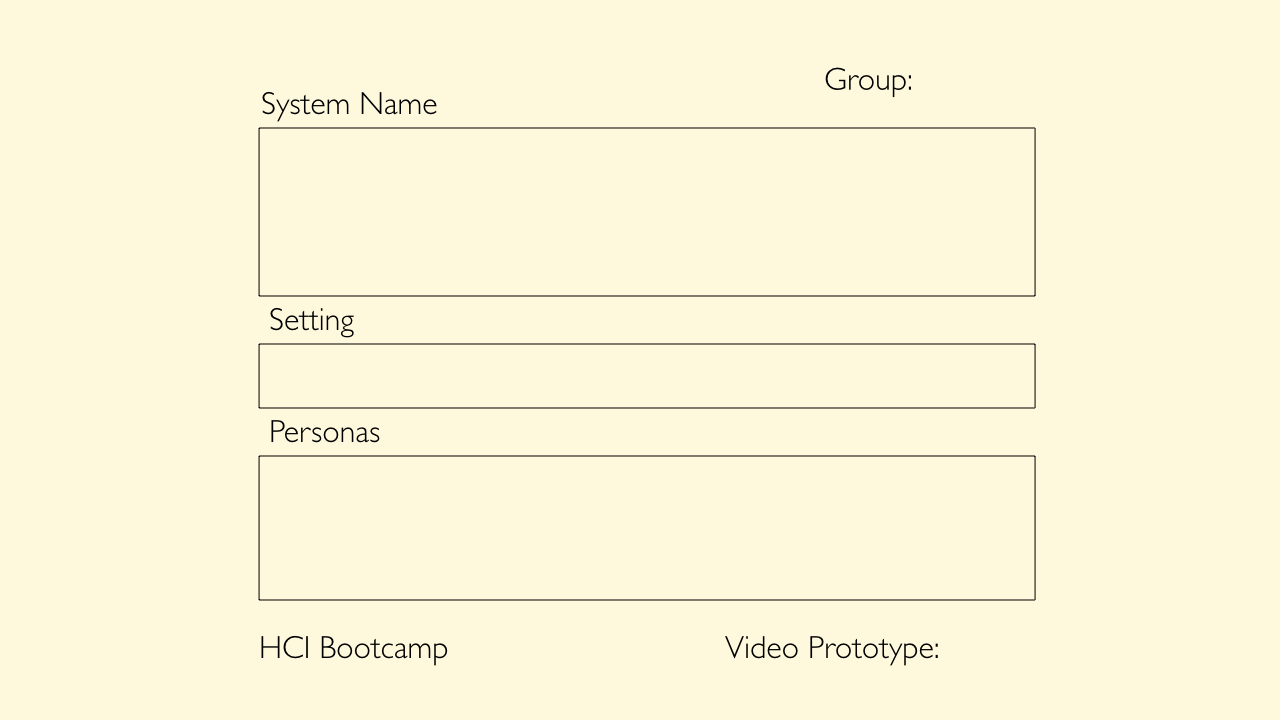 Group:
System Name
Setting
Personas
HCI Bootcamp
Video Prototype: